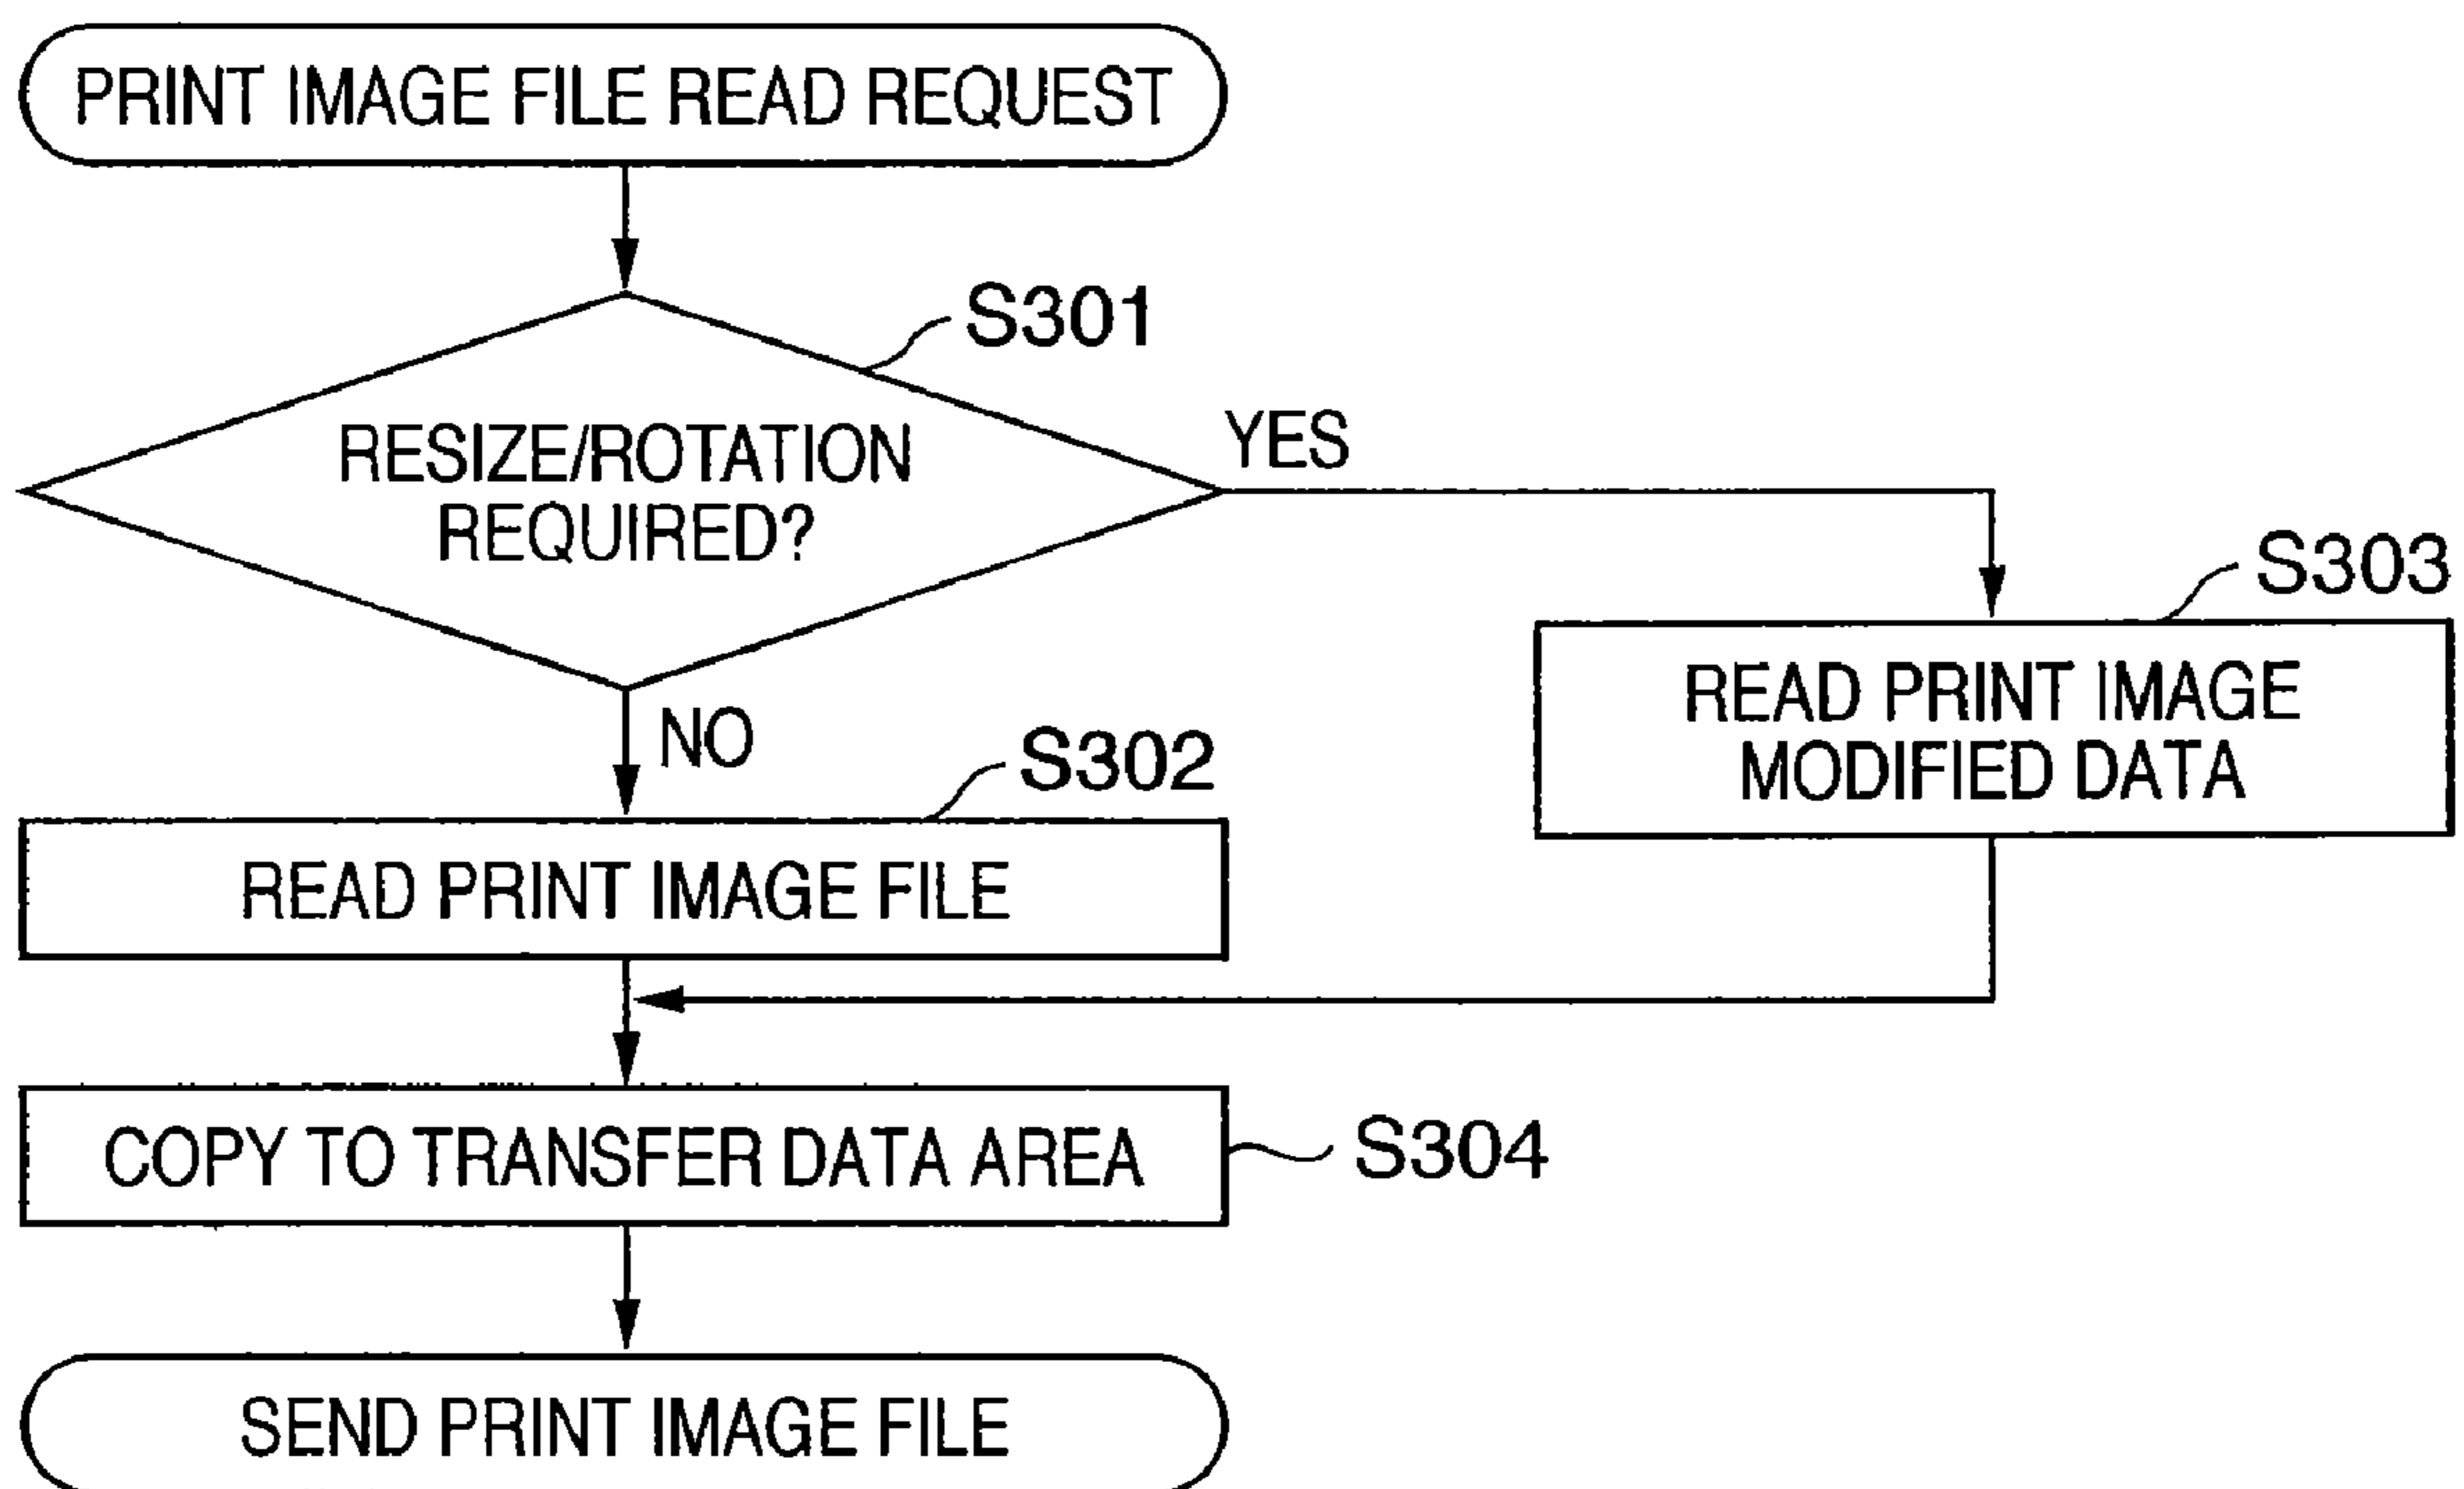 PRINT IMAGE FILE READ REQUEST
S301
RESIZE/ROTATION
REQUIRED?
YES
S303
READ PRINT IMAGE
MODIFIED DATA
NO
S302
READ PRINT IMAGE FILE
COPY TO TRANSFER DATA AREA
S304
SEND PRINT IMAGE FILE